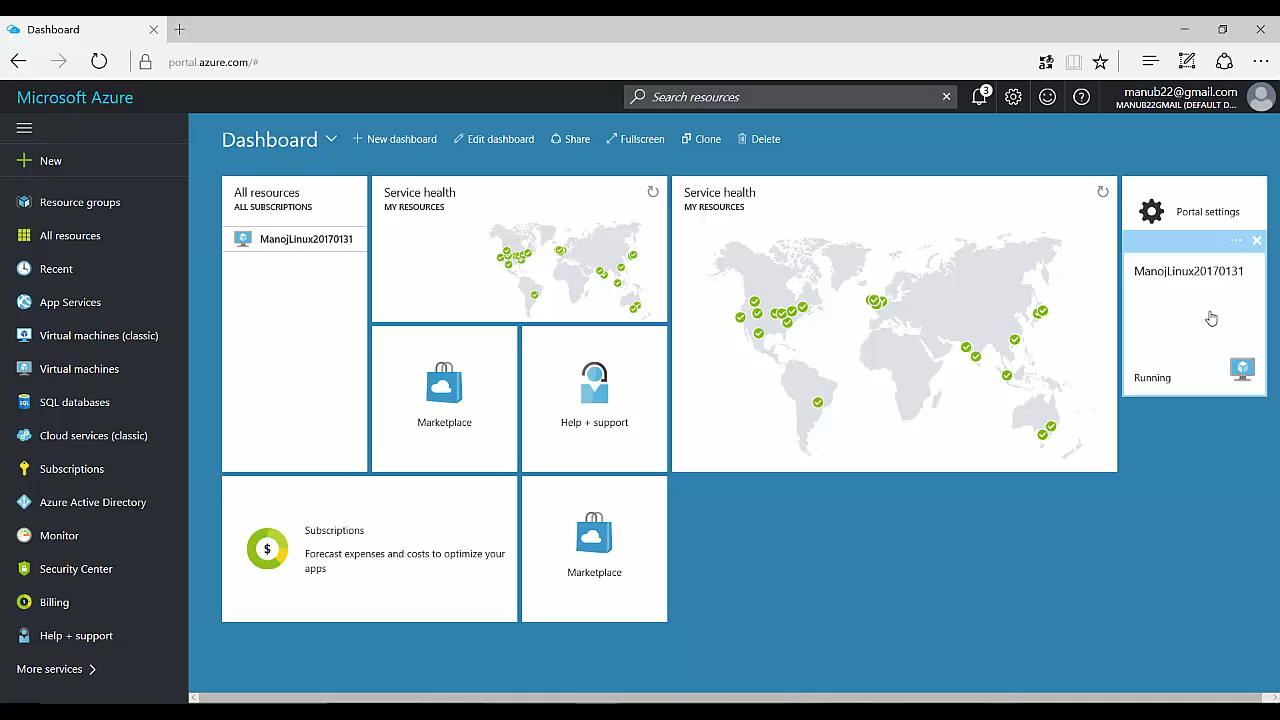 Dashboard
portal.azure.com/#
Microsoft Azure
Search resources
3
manub22@gmail.com
MANUB22GMAIL (DEFAULT D...
New
Resource groups
All resources
Recent
App Services
Virtual machines (classic)
Virtual machines
SQL databases
Cloud services (classic)
Subscriptions
Azure Active Directory
Monitor
Security Center
Billing
Help + support
More services
Dashboard
New dashboard
Edit dashboard
Share
Fullscreen
Clone
Delete
All resources
ALL SUBSCRIPTIONS
ManojLinux20170131
Service health
MY RESOURCES
Marketplace
Help + support
Service health
MY RESOURCES
Portal settings
ManojLinux20170131
Running
$
Subscriptions
Forecast expenses and costs to optimize your
apps
Marketplace